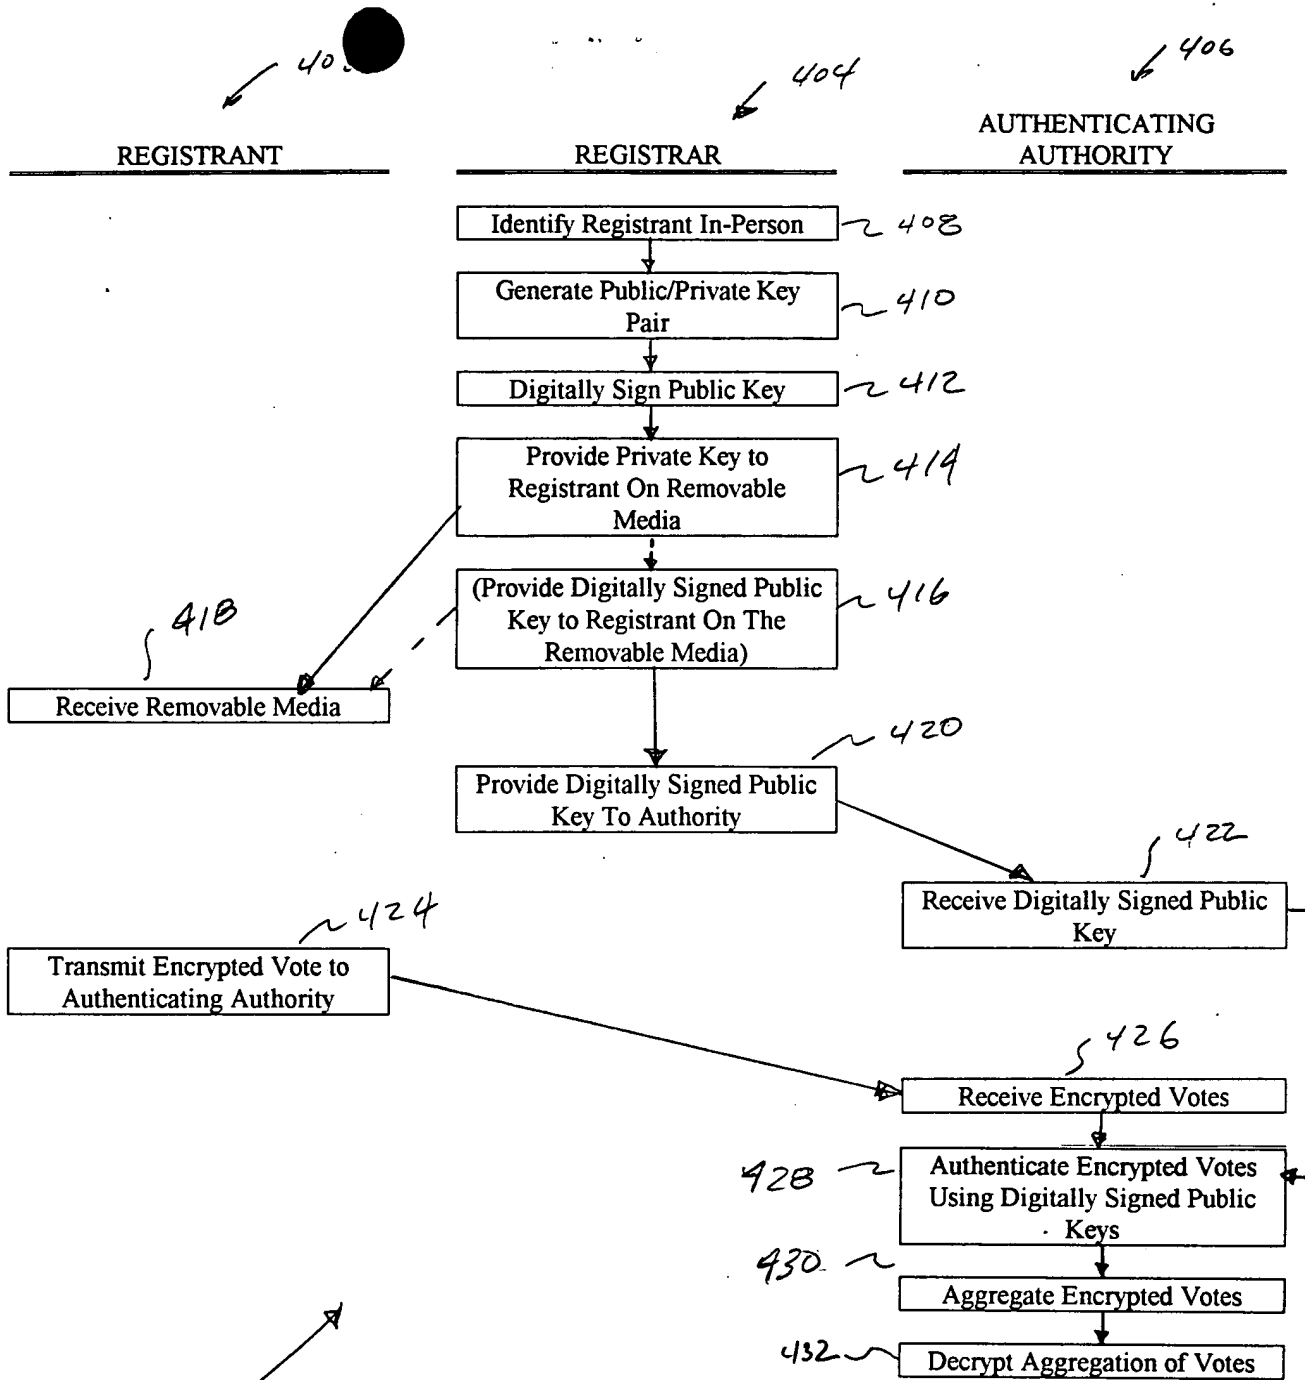 404
406
REGISTRANT
REGISTRAR
AUTHENTICATING
AUTHORITY
Identify Registrant In-Person
408
Generate Public/Private Key
Pair
410
Digitally Sign Public Key
412
Provide Private Key to
Registrant On Removable
Media
414
(Provide Digitally Signed Public
Key to Registrant On The
Removable Media)
416
418
Receive Removable Media
420
Provide Digitally Signed Public
Key To Authority
422
Receive Digitally Signed Public
Key
424
Transmit Encrypted Vote to
Authenticating Authority
426
Receive Encrypted Votes
428
Authenticate Encrypted Votes
Using Digitally Signed Public
Keys
430
Aggregate Encrypted Votes
432
Decrypt Aggregation of Votes